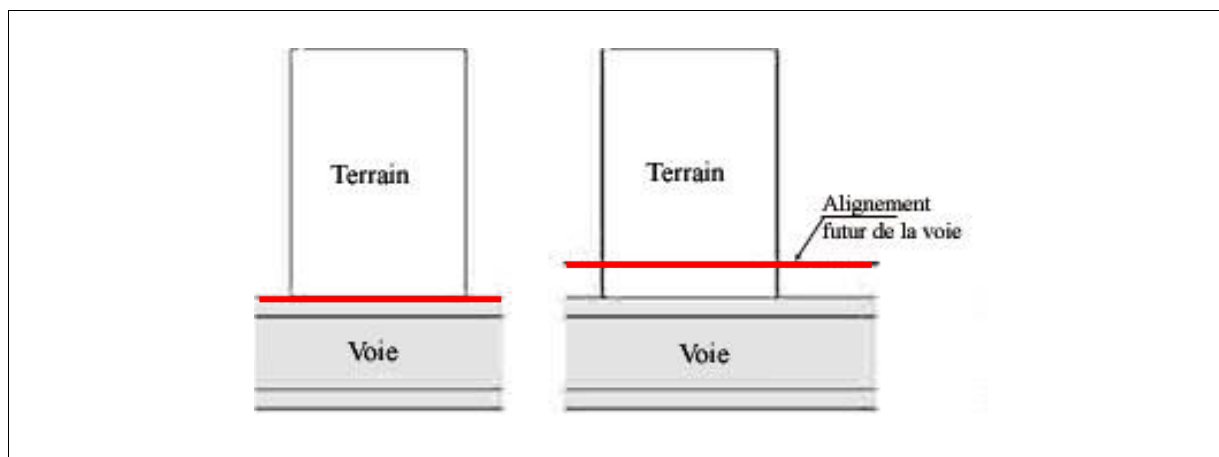 Terrain
Terrain
Alignement
futur de la voie
Voie
Voie